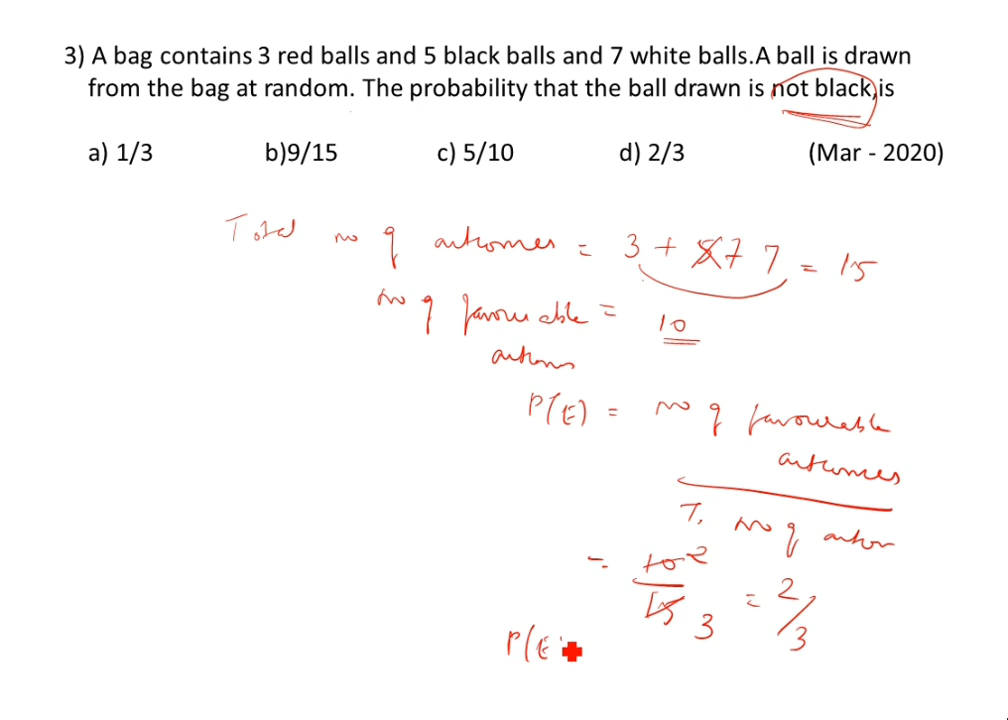 3) A bag contains 3 red balls and 5 black balls and 7 white balls.A ball is drawn
from the bag at random. The probability that the ball drawn is not black,is
a) 1/3 b)9/15 c) 5/10 d) 2/3 (Mar - 2020)
Total no of outcomes = 3 + 5 + 7 = 15
no of favourable = 10
outcomes
P(E) = no of favourable
outcomes
T. no of outcom
= 10 2
15 3 = 2/3
P(E